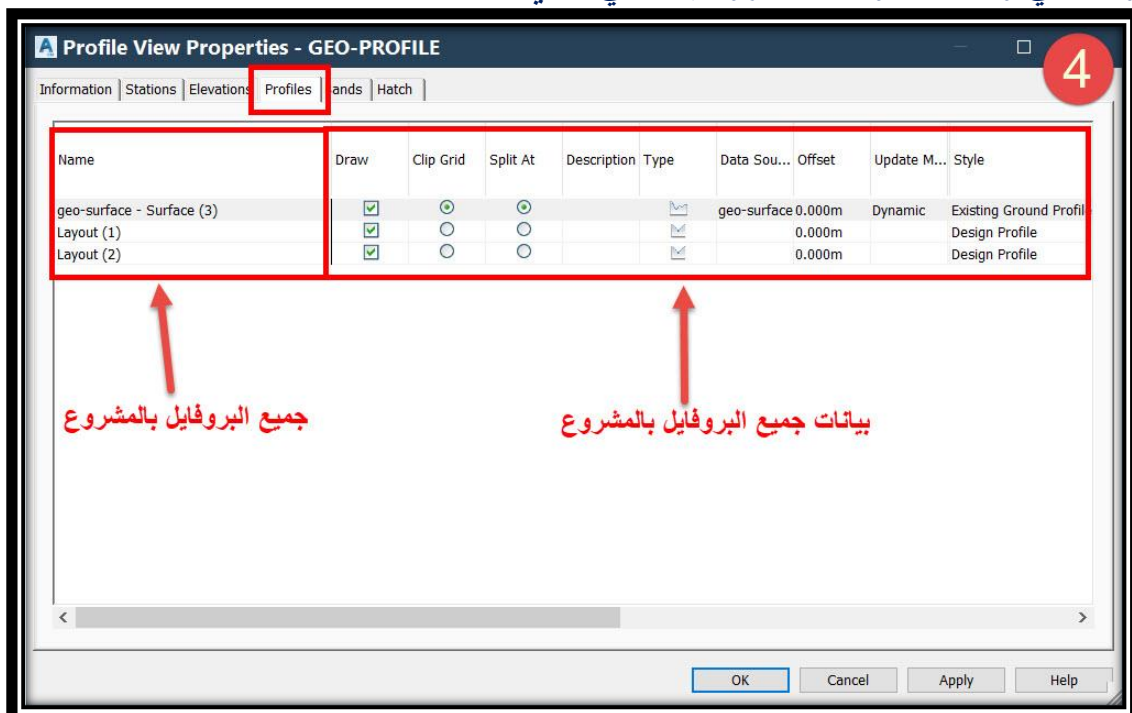 Profile View Properties - GEO-PROFILE
4
Information Stations Elevations Profiles ands Hatch
Name Draw Clip Grid Split At Description Type Data Sou... Offset Update M... Style
geo-surface - Surface (3) geo-surface 0.000m Dynamic Existing Ground Profile
Layout (1) 0.000m Design Profile
Layout (2) 0.000m Design Profile
جميع البروفايل بالمشروع
بيانات جميع البروفايل بالمشروع
OK Cancel Apply Help